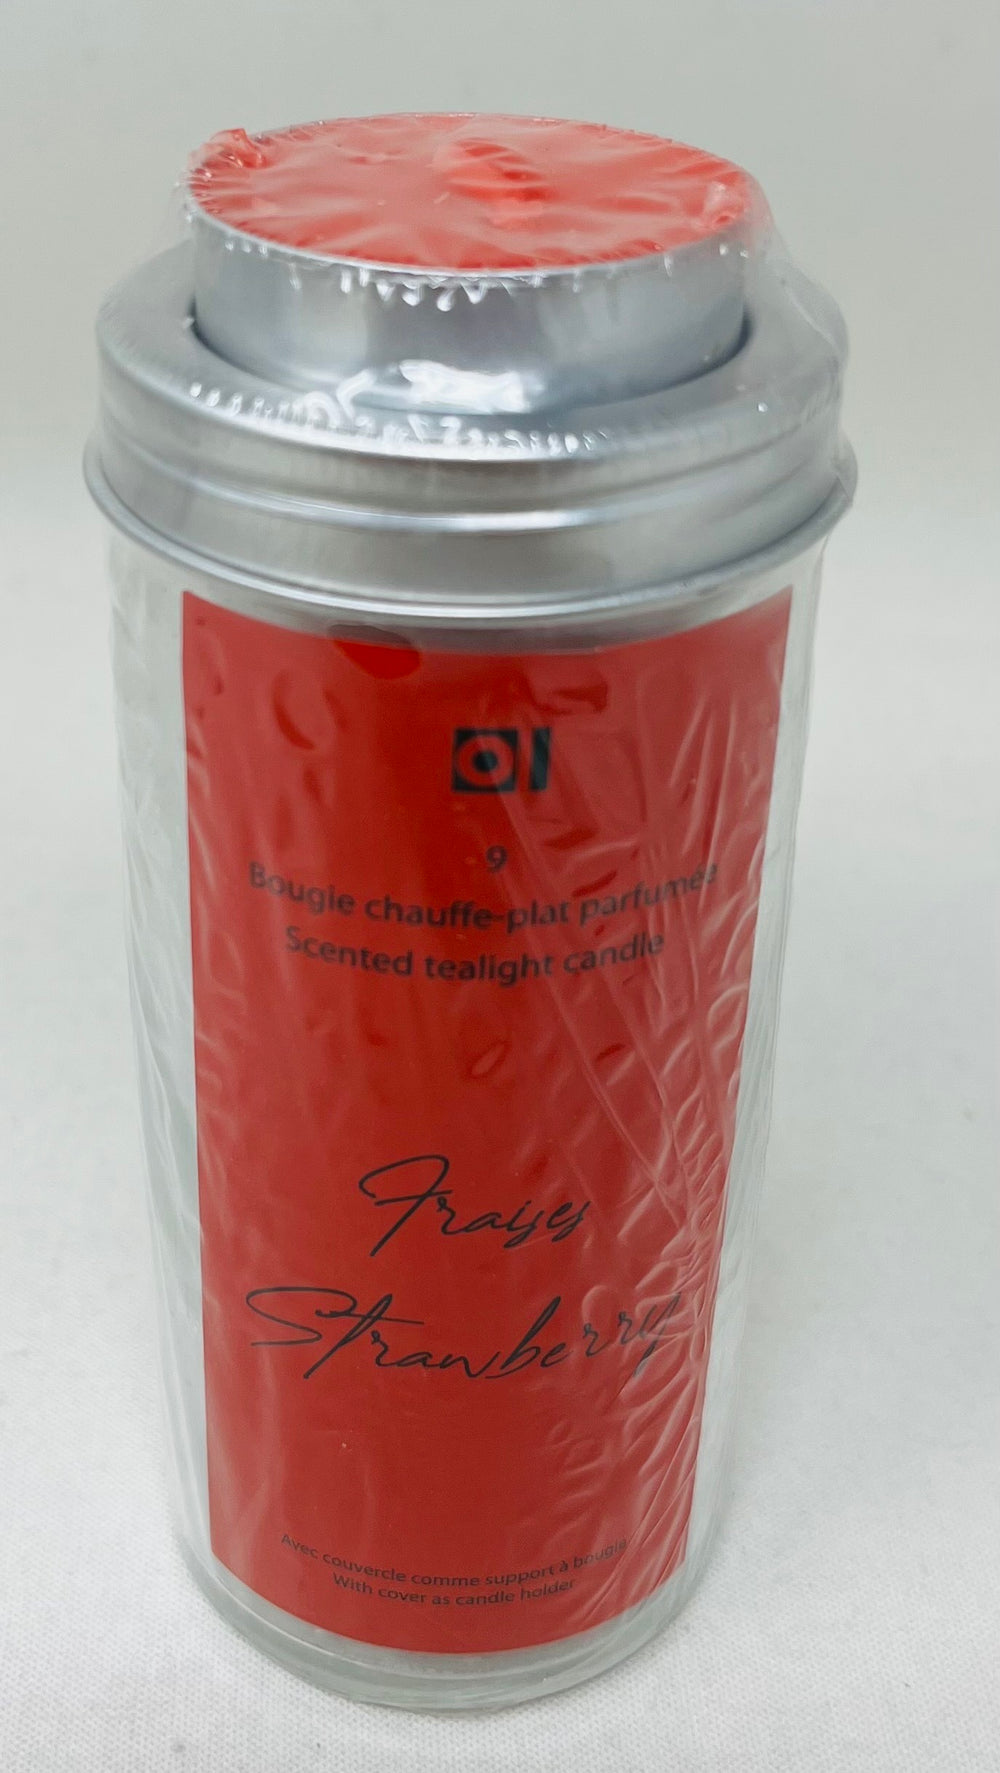 OI
9
Bougie chauffe-plat parfumée
Scented tealight candle
Fraises
Strawberry
Avec couvercle comme support à bougie
With cover as candle holder